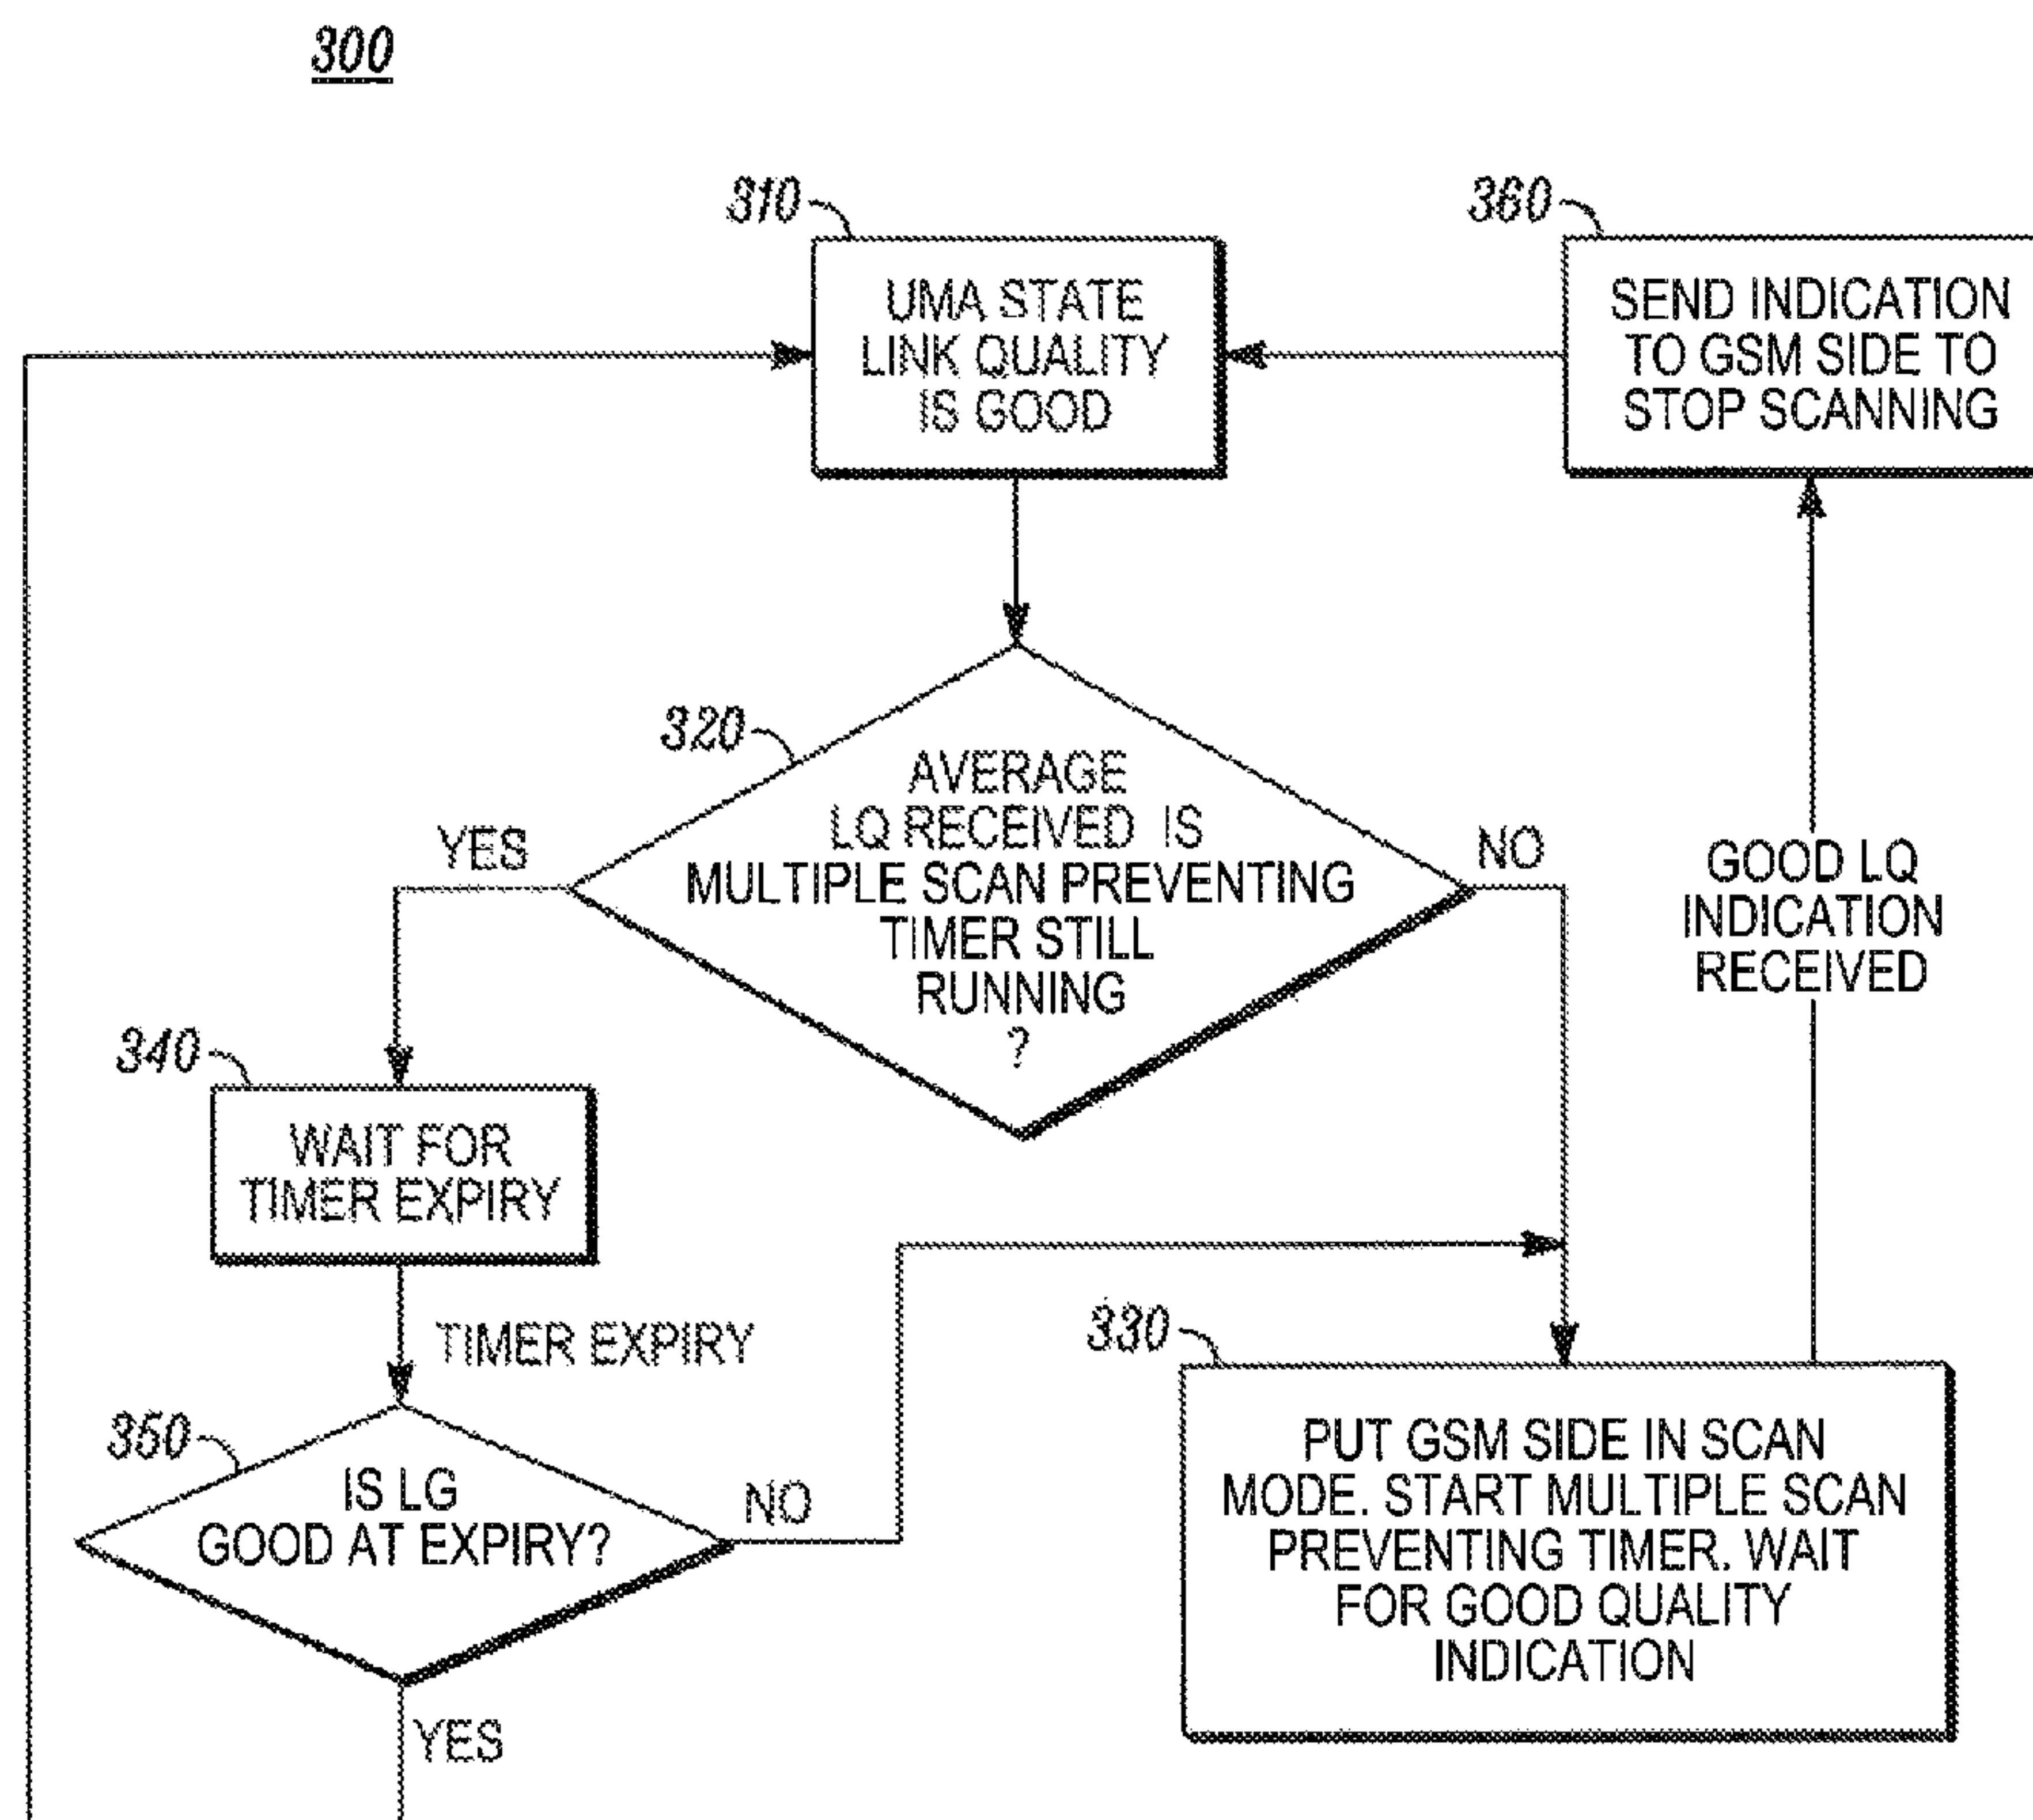 300
310
UMA STATE
LINK QUALITY
IS GOOD
360
SEND INDICATION
TO GSM SIDE TO
STOP SCANNING
320
AVERAGE
LQ RECEIVED IS
MULTIPLE SCAN PREVENTING
TIMER STILL
RUNNING
?
YES
NO
GOOD LQ
INDICATION
RECEIVED
340
WAIT FOR
TIMER EXPIRY
TIMER EXPIRY
330
PUT GSM SIDE IN SCAN
MODE. START MULTIPLE SCAN
PREVENTING TIMER. WAIT
FOR GOOD QUALITY
INDICATION
350
IS LG
GOOD AT EXPIRY?
NO
YES